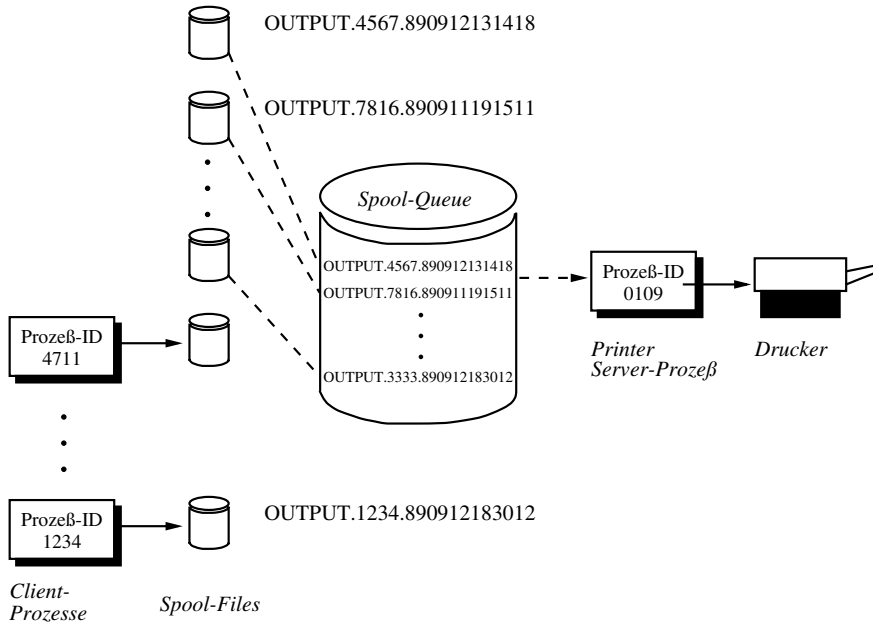 OUTPUT.4567.890912131418
OUTPUT.7816.890911191511
Spool-Queue
OUTPUT.4567.890912131418
OUTPUT.7816.890911191511
OUTPUT.3333.890912183012
Prozeß-ID
0109
Printer
Server-Prozeß
Drucker
Prozeß-ID
4711
Prozeß-ID
1234
OUTPUT.1234.890912183012
Client-
Prozesse
Spool-Files